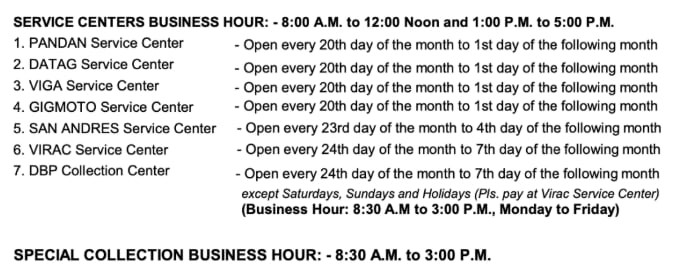 SERVICE CENTERS BUSINESS HOUR: - 8:00 A.M. to 12:00 Noon and 1:00 P.M. to 5:00 P.M.
1. PANDAN Service Center - Open every 20th day of the month to 1st day of the following month
2. DATAG Service Center - Open every 20th day of the month to 1st day of the following month
3. VIGA Service Center - Open every 20th day of the month to 1st day of the following month
4. GIGMOTO Service Center - Open every 20th day of the month to 1st day of the following month
5. SAN ANDRES Service Center - Open every 23rd day of the month to 4th day of the following month
6. VIRAC Service Center - Open every 24th day of the month to 7th day of the following month
7. DBP Collection Center - Open every 24th day of the month to 7th day of the following month
except Saturdays, Sundays and Holidays (Pls. pay at Virac Service Center)
(Business Hour: 8:30 A.M to 3:00 P.M., Monday to Friday)
SPECIAL COLLECTION BUSINESS HOUR: - 8:30 A.M. to 3:00 P.M.